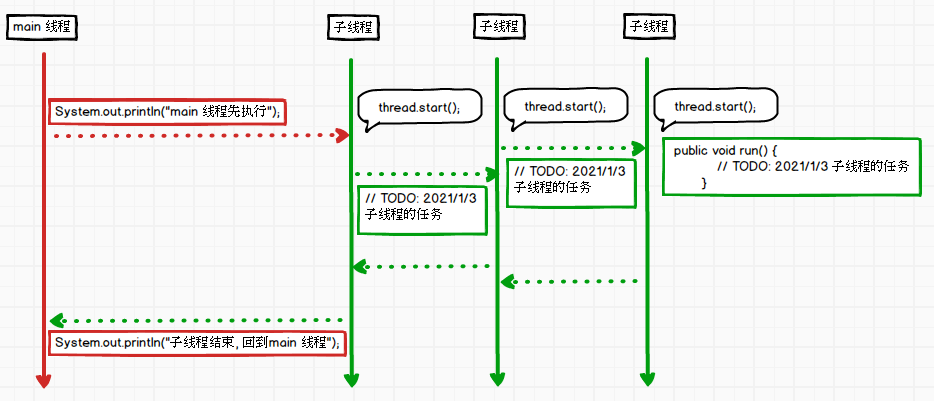 main 线程
子线程
子线程
子线程
System.out.println("main 线程先执行");
thread.start();
thread.start();
thread.start();
public void run() {
// TODO: 2021/1/3 子线程的任务
}
// TODO: 2021/1/3
子线程的任务
// TODO: 2021/1/3
子线程的任务
System.out.println("子线程结束, 回到main 线程");